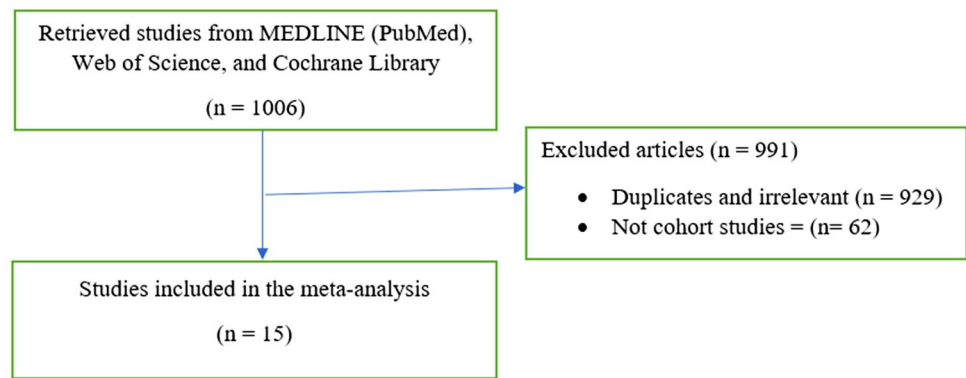 Retrieved studies from MEDLINE (PubMed),
Web of Science, and Cochrane Library
(n = 1006)
Excluded articles (n = 991)
• Duplicates and irrelevant (n = 929)
• Not cohort studies = (n= 62)
Studies included in the meta-analysis
(n = 15)